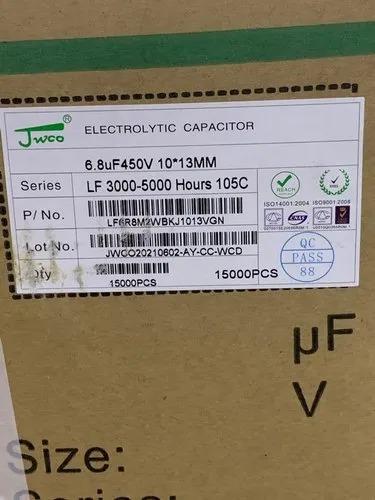 JWCO ®
ELECTROLYTIC CAPACITOR
6.8uF450V 10*13MM
Series LF 3000-5000 Hours 105C
REACH
ISO14001:2004 ISO9001:2008
P/ No. LF6R8M2WBKJ1013VGN
Lot No. JWCO20210602-AY-CC-WCD
QC
PASS
88
Qty 15000PCS 15000PCS
µF
V
Size:
Series: